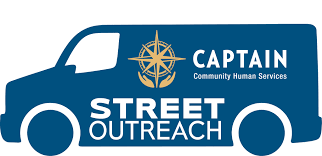 CAPTAIN
Community Human Services
STREET
OUTREACH